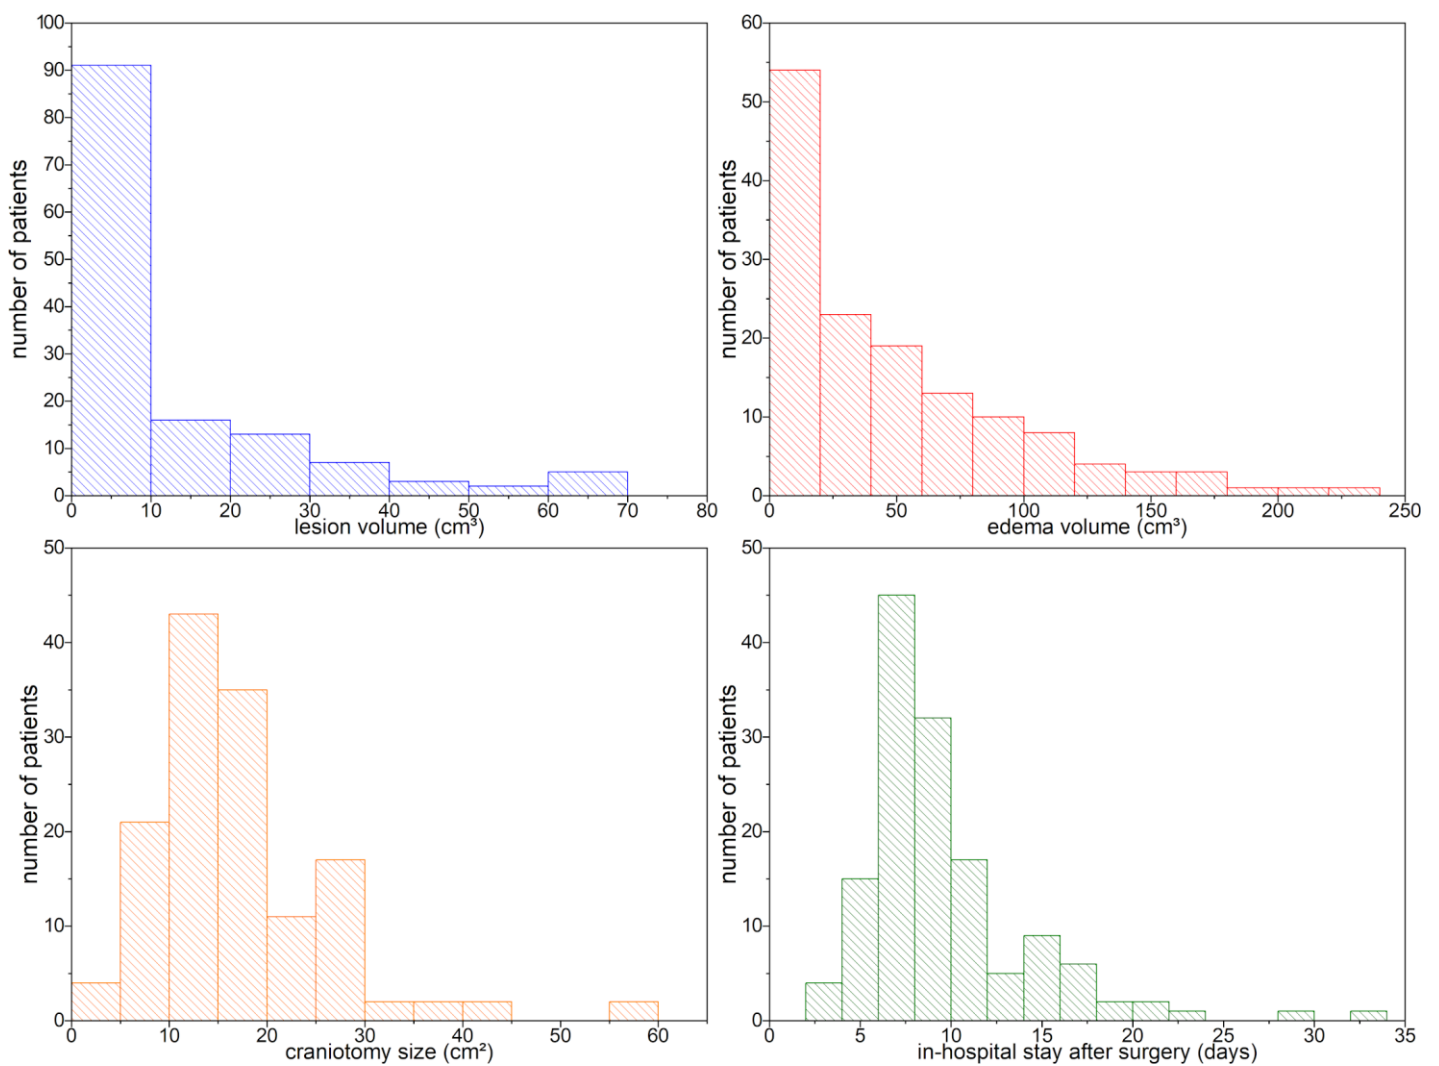 100
90
80
70
60
50
40
30
20
10
0
number of patients
0 10 20 30 40 50 60 70 80
lesion volume (cm³)
60
50
40
30
20
10
0
number of patients
0 50 100 150 200 250
edema volume (cm³)
50
40
30
20
10
0
number of patients
0 10 20 30 40 50 60
craniotomy size (cm²)
50
40
30
20
10
0
number of patients
0 5 10 15 20 25 30 35
in-hospital stay after surgery (days)